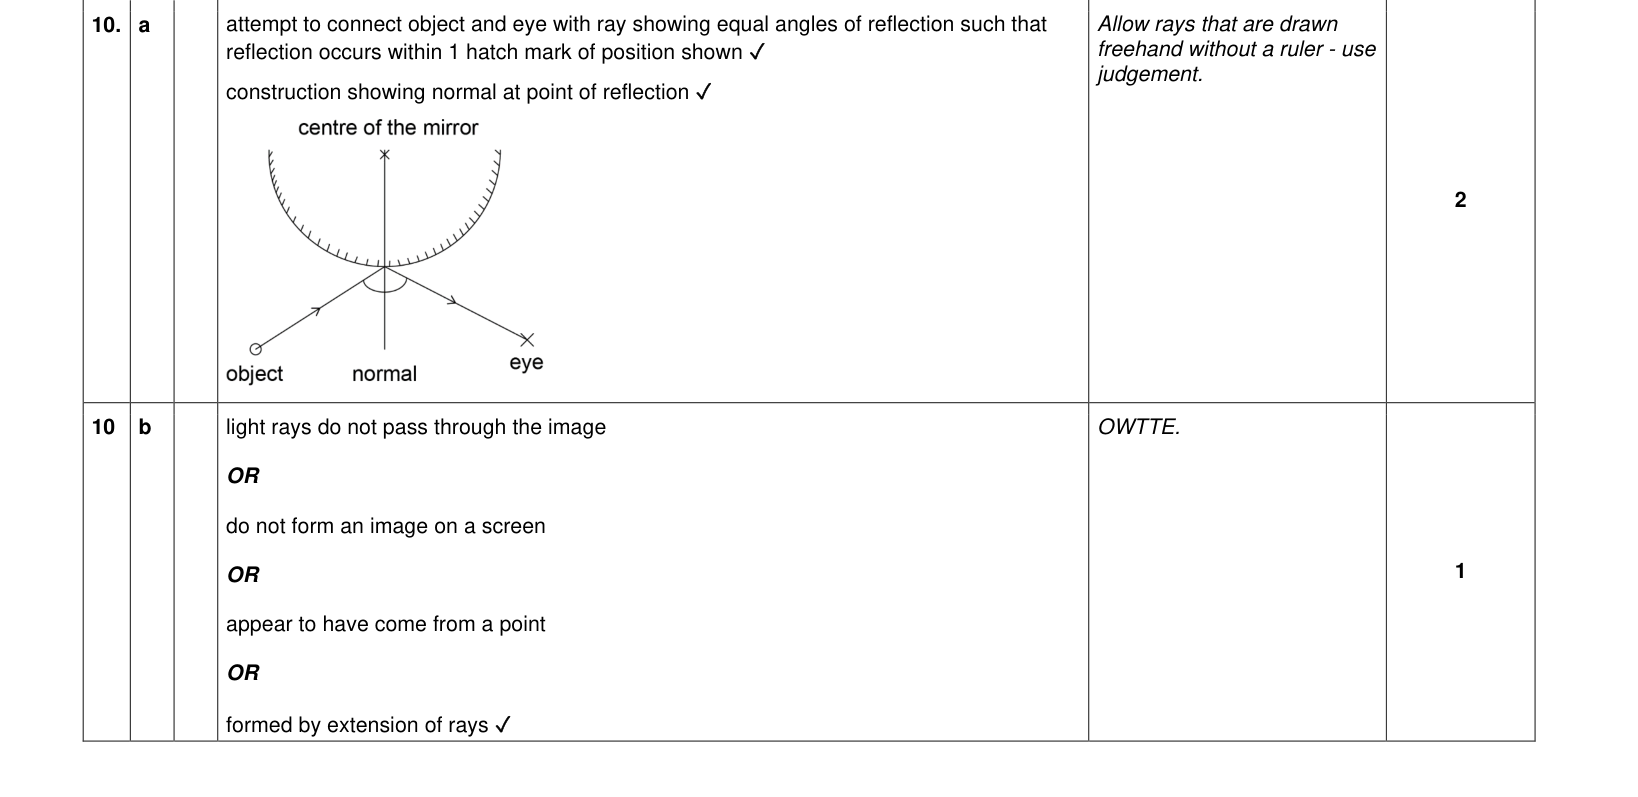 10. a attempt to connect object and eye with ray showing equal angles of reflection such that
reflection occurs within 1 hatch mark of position shown ✓
construction showing normal at point of reflection ✓
centre of the mirror
object normal eye
Allow rays that are drawn
freehand without a ruler - use
judgement.
2
10 b light rays do not pass through the image
OR
do not form an image on a screen
OR
appear to have come from a point
OR
formed by extension of rays ✓
OWTTE.
1